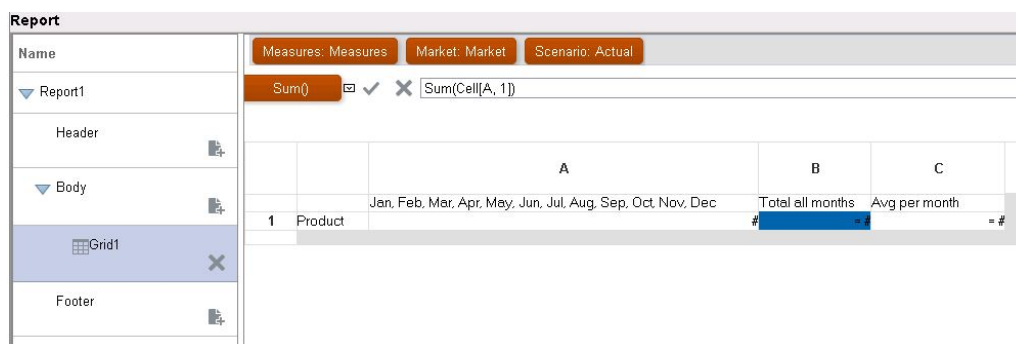 Report
Name
Measures: Measures Market: Market Scenario: Actual
Sum() Sum(Cell[A, 1])
Report1
Header
A B C
Body
Jan, Feb, Mar, Apr, May, Jun, Jul, Aug, Sep, Oct, Nov, Dec Total all months Avg per month
1 Product # = # = #
Grid1
Footer